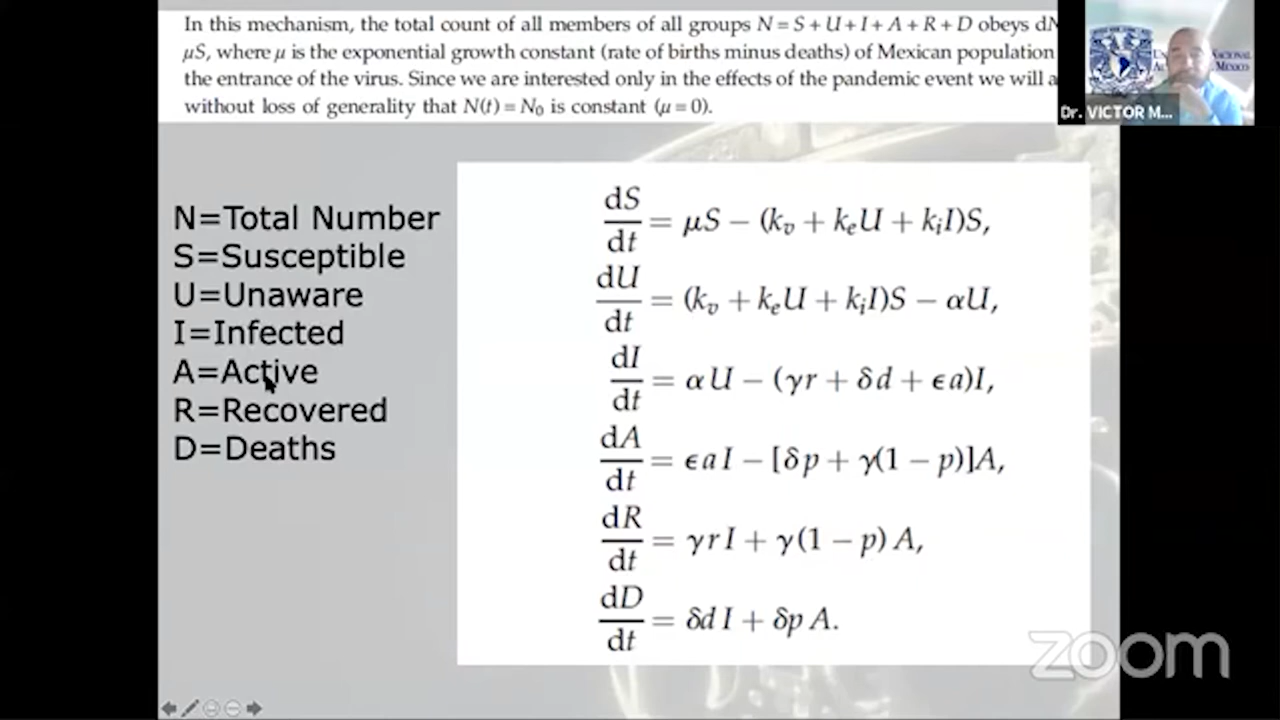 In this mechanism, the total count of all members of all groups N = S + U + I + A + R + D obeys
μS, where μ is the exponential growth constant (rate of births minus deaths) of Mexican population
the entrance of the virus. Since we are interested only in the effects of the pandemic event we will
without loss of generality that N(t) = N₀ is constant (μ = 0).
Dr. VICTOR M...
NACIONAL
MÉXICO
N=Total Number
S=Susceptible
U=Unaware
I=Infected
A=Active
R=Recovered
D=Deaths
dS/dt = μS − (kᵥ + kₑU + kᵢI)S,
dU/dt = (kᵥ + kₑU + kᵢI)S − αU,
dI/dt = αU − (γr + δd + ϵa)I,
dA/dt = ϵaI − [δp + γ(1 − p)]A,
dR/dt = γrI + γ(1 − p)A,
dD/dt = δdI + δpA.
zoom